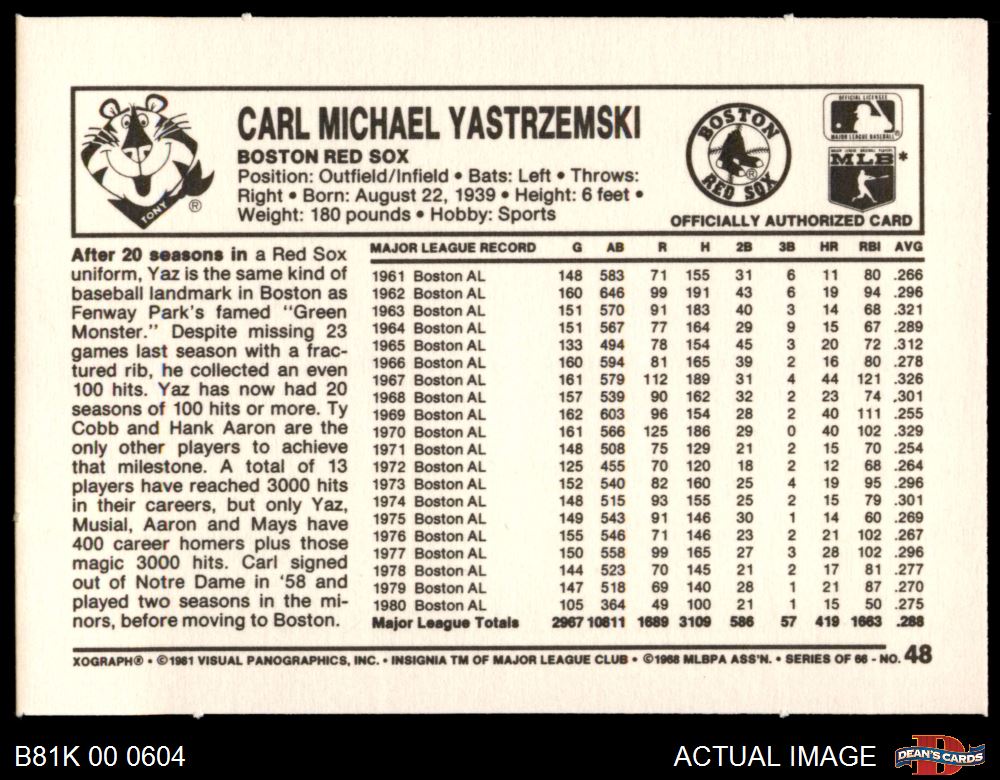 CARL MICHAEL YASTRZEMSKI
BOSTON RED SOX
Position: Outfield/Infield • Bats: Left • Throws:
Right • Born: August 22, 1939 • Height: 6 feet •
Weight: 180 pounds • Hobby: Sports
TONY ®
BOSTON RED SOX ®
OFFICIAL LICENSEE
MAJOR LEAGUE BASEBALL®
MAJOR LEAGUE BASEBALL PLAYERS
MLB *
OFFICIALLY AUTHORIZED CARD
After 20 seasons in a Red Sox
uniform, Yaz is the same kind of
baseball landmark in Boston as
Fenway Park's famed "Green
Monster." Despite missing 23
games last season with a frac-
tured rib, he collected an even
100 hits. Yaz has now had 20
seasons of 100 hits or more. Ty
Cobb and Hank Aaron are the
only other players to achieve
that milestone. A total of 13
players have reached 3000 hits
in their careers, but only Yaz,
Musial, Aaron and Mays have
400 career homers plus those
magic 3000 hits. Carl signed
out of Notre Dame in '58 and
played two seasons in the mi-
nors, before moving to Boston.
MAJOR LEAGUE RECORD G AB R H 2B 3B HR RBI AVG
1961 Boston AL 148 583 71 155 31 6 11 80 .266
1962 Boston AL 160 646 99 191 43 6 19 94 .296
1963 Boston AL 151 570 91 183 40 3 14 68 .321
1964 Boston AL 151 567 77 164 29 9 15 67 .289
1965 Boston AL 133 494 78 154 45 3 20 72 .312
1966 Boston AL 160 594 81 165 39 2 16 80 .278
1967 Boston AL 161 579 112 189 31 4 44 121 .326
1968 Boston AL 157 539 90 162 32 2 23 74 .301
1969 Boston AL 162 603 96 154 28 2 40 111 .255
1970 Boston AL 161 566 125 186 29 0 40 102 .329
1971 Boston AL 148 508 75 129 21 2 15 70 .254
1972 Boston AL 125 455 70 120 18 2 12 68 .264
1973 Boston AL 152 540 82 160 25 4 19 95 .296
1974 Boston AL 148 515 93 155 25 2 15 79 .301
1975 Boston AL 149 543 91 146 30 1 14 60 .269
1976 Boston AL 155 546 71 146 23 2 21 102 .267
1977 Boston AL 150 558 99 165 27 3 28 102 .296
1978 Boston AL 144 523 70 145 21 2 17 81 .277
1979 Boston AL 147 518 69 140 28 1 21 87 .270
1980 Boston AL 105 364 49 100 21 1 15 50 .275
Major League Totals 2967 10811 1689 3109 586 57 419 1663 .288
XOGRAPH® • ©1981 VISUAL PANOGRAPHICS, INC. • INSIGNIA TM OF MAJOR LEAGUE CLUB • ©1968 MLBPA ASS'N. • SERIES OF 66 - NO. 48
B81K 00 0604
ACTUAL IMAGE
DEAN'S CARDS